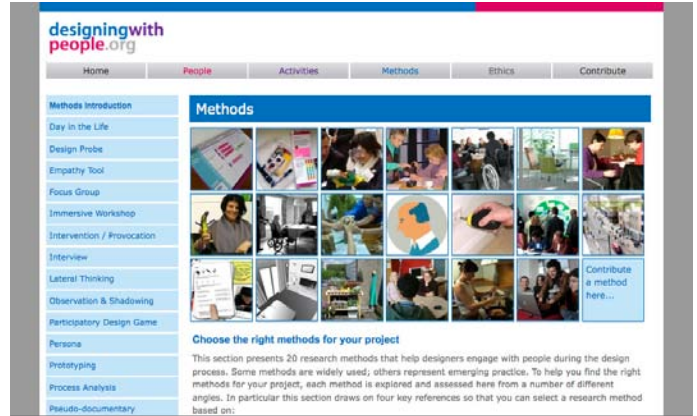 designingwith
people.org
Home People Activities Methods Ethics Contribute
Methods Introduction
Day in the Life
Design Probe
Empathy Tool
Focus Group
Immersive Workshop
Intervention / Provocation
Interview
Lateral Thinking
Observation & Shadowing
Participatory Design Game
Persona
Prototyping
Process Analysis
Pseudo-documentary
Methods
Contribute
a method
here...
Choose the right methods for your project
This section presents 20 research methods that help designers engage with people during the design
process. Some methods are widely used; others represent emerging practice. To help you find the right
methods for your project, each method is explored and assessed here from a number of different
angles. In particular this section draws on four key references so that you can select a research method
based on: